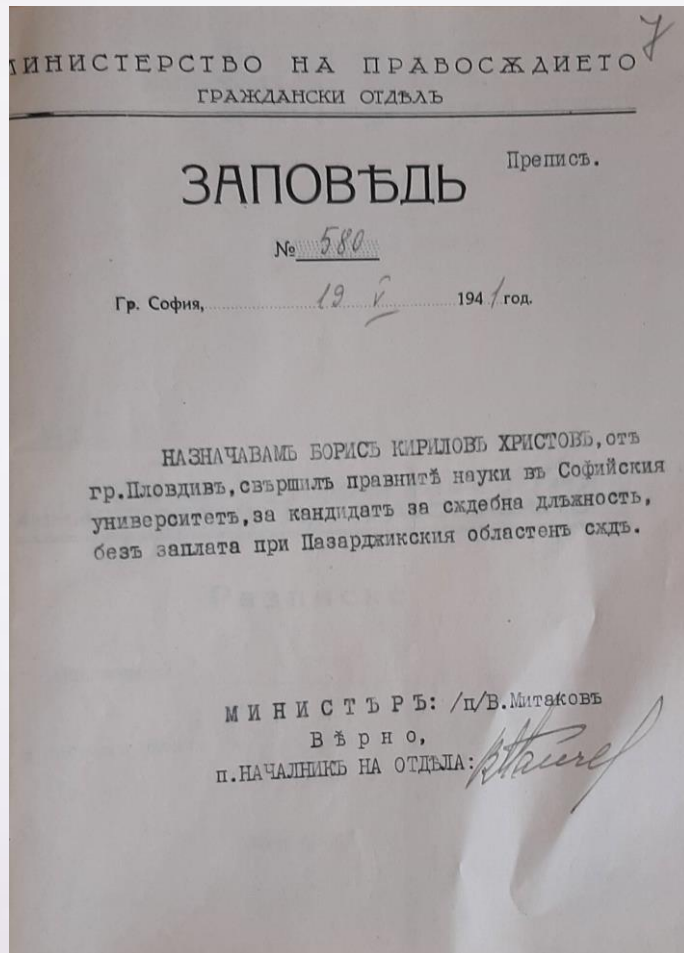 7
МИНИСТЕРСТВО НА ПРАВОСѪДИЕТО
ГРАЖДАНСКИ ОТДѢЛЪ
Преписъ.
ЗАПОВѢДЬ
№ 580
Гр. София, 19 V 1941 год.
НАЗНАЧАВАМЪ БОРИСЪ КИРИЛОВЪ ХРИСТОВЪ, отъ
гр.Пловдивъ, свършилъ правнитѣ науки въ Софийския
университетъ, за кандидатъ за сѫдебна длъжность,
безъ заплата при Пазарджикския областенъ сѫдъ.
МИНИСТЪРЪ: /п/В.Митаковъ
Вѣрно,
п.НАЧАЛНИКЪ НА ОТДѢЛА: